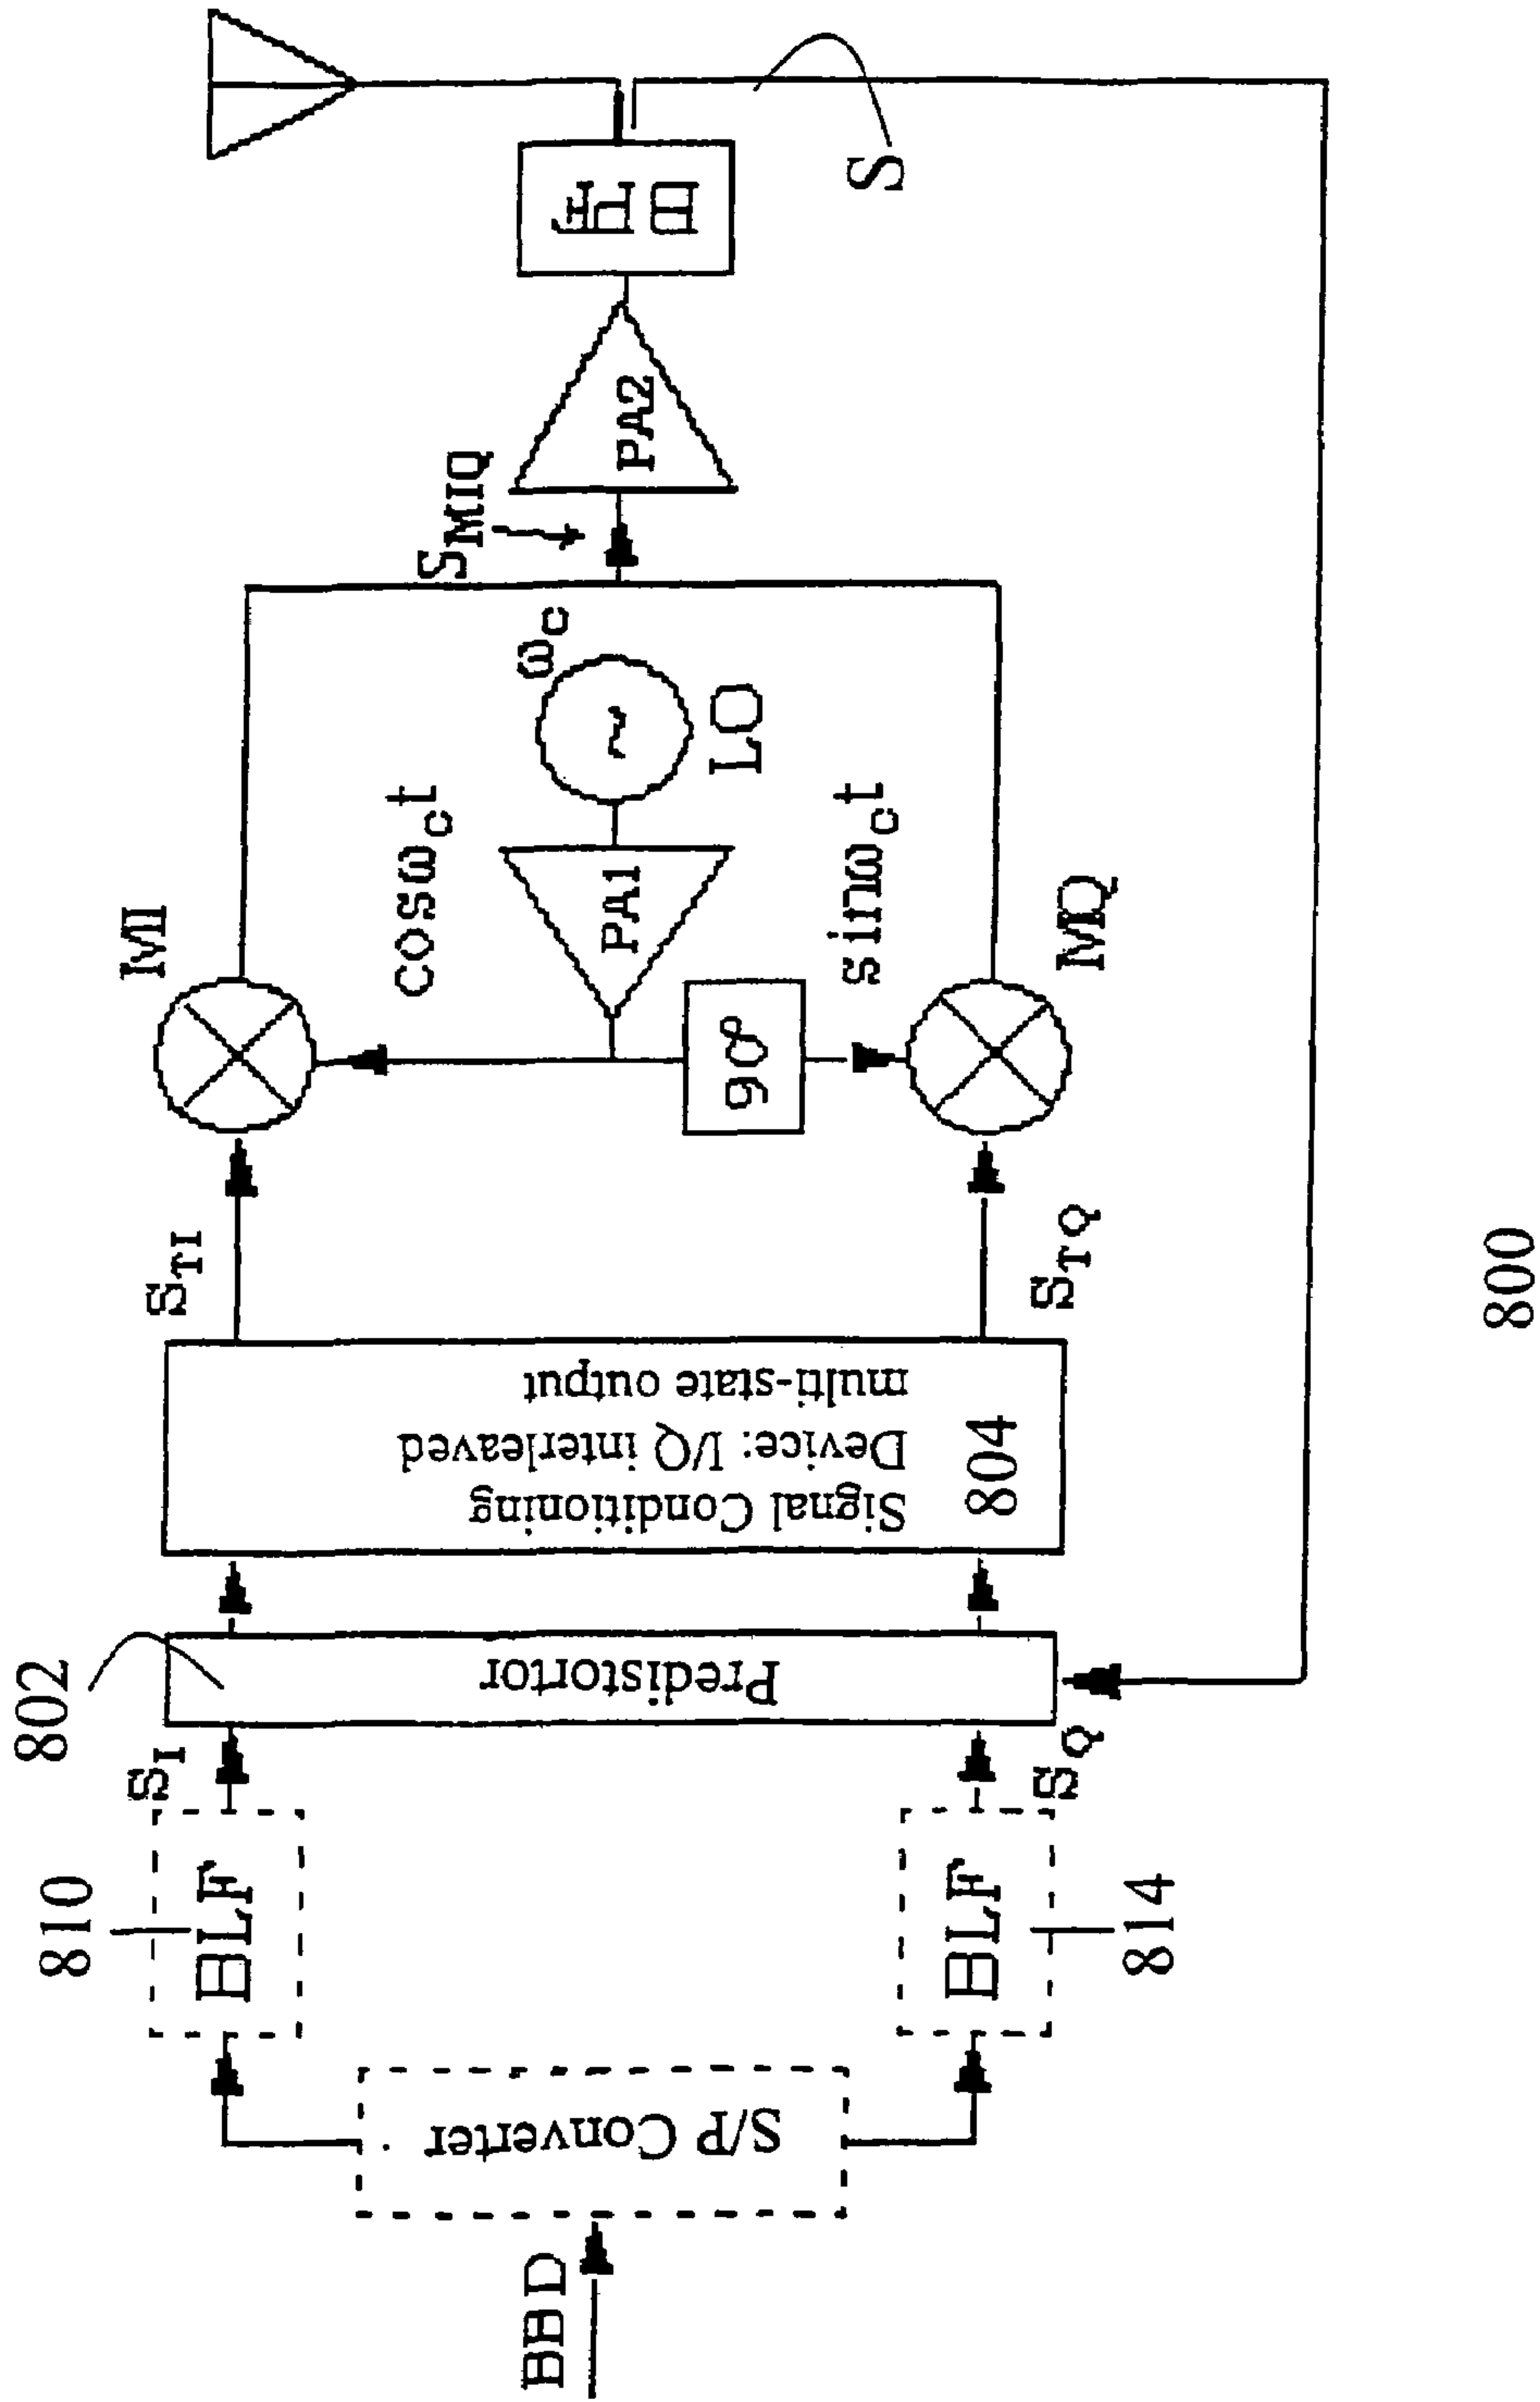 BBD
S/P Converter
810
BLF
814
BLF
802
S_I
S_Q
Predistortor
Signal Conditioning
Device: I/Q interleaved
multi-state output
804
S_TI
S_TQ
MI
MQ
90°
cosω_ct
sinω_ct
PA1
~
LO
ω_c
S_MIQ
PA2
S
800